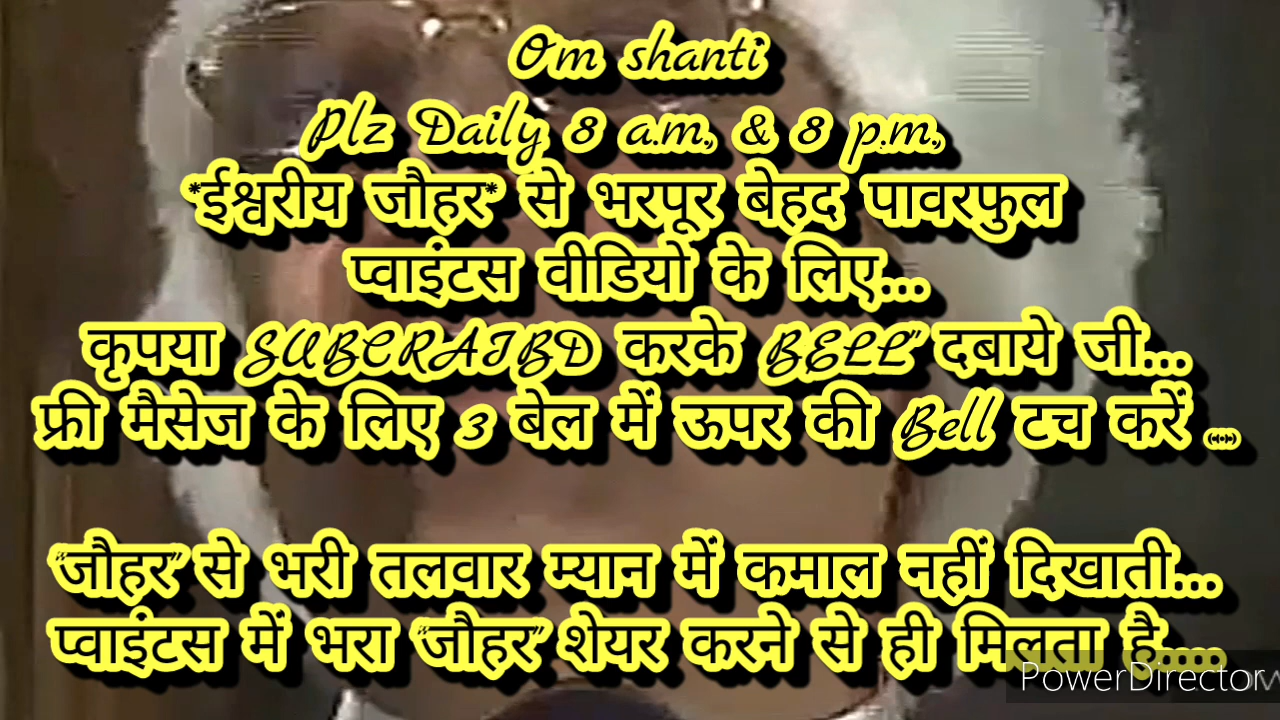 Om shanti
Plz Daily 8 a.m, & 8 p.m,
*ईश्वरीय जौहर* से भरपूर बेहद पावरफुल
प्वाइंटस वीडियो के लिए...
कृपया SUBCRAIBD करके BELL" दबाये जी...
फ्री मैसेज के लिए 3 बेल में ऊपर की Bell टच करें (•••)
"जौहर" से भरी तलवार म्यान में कमाल नहीं दिखाती...
प्वाइंटस में भरा "जौहर" शेयर करने से ही मिलता है....
PowerDirector